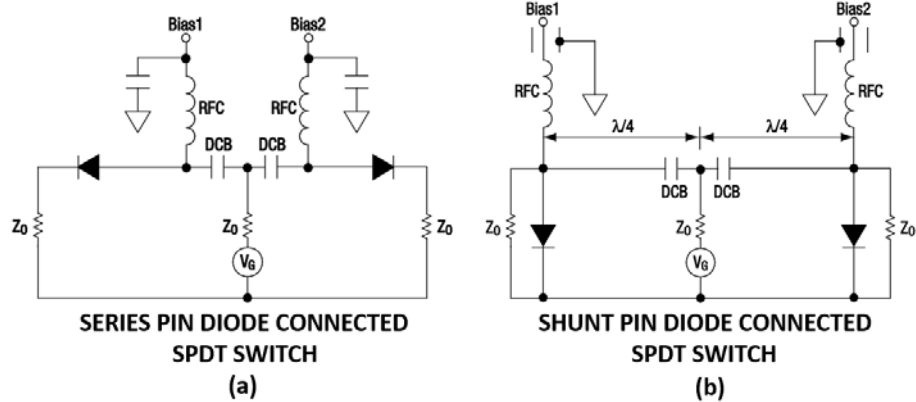 Bias1
Bias2
RFC
RFC
DCB
DCB
Z0
Z0
Z0
VG
SERIES PIN DIODE CONNECTED
SPDT SWITCH
(a)
Bias1
Bias2
RFC
RFC
λ/4
λ/4
DCB
DCB
Z0
Z0
Z0
VG
SHUNT PIN DIODE CONNECTED
SPDT SWITCH
(b)